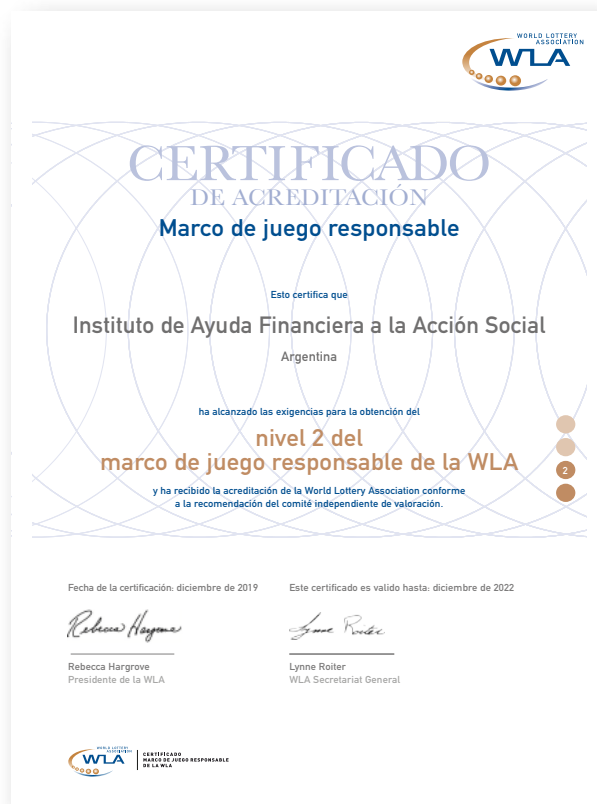 WORLD LOTTERY
ASSOCIATION
WLA
CERTIFICADO
DE ACREDITACIÓN
Marco de juego responsable
Esto certifica que
Instituto de Ayuda Financiera a la Acción Social
Argentina
ha alcanzado las exigencias para la obtención del
nivel 2 del
marco de juego responsable de la WLA
2
y ha recibido la acreditación de la World Lottery Association conforme
a la recomendación del comité independiente de valoración.
Fecha de la certificación: diciembre de 2019
Este certificado es valido hasta: diciembre de 2022
Rebecca Hargrove
Lynne Roiter
Rebecca Hargrove
Presidente de la WLA
Lynne Roiter
WLA Secretariat General
WORLD LOTTERY
ASSOCIATION
WLA
CERTIFICADO
MARCO DE JUEGO RESPONSABLE
DE LA WLA